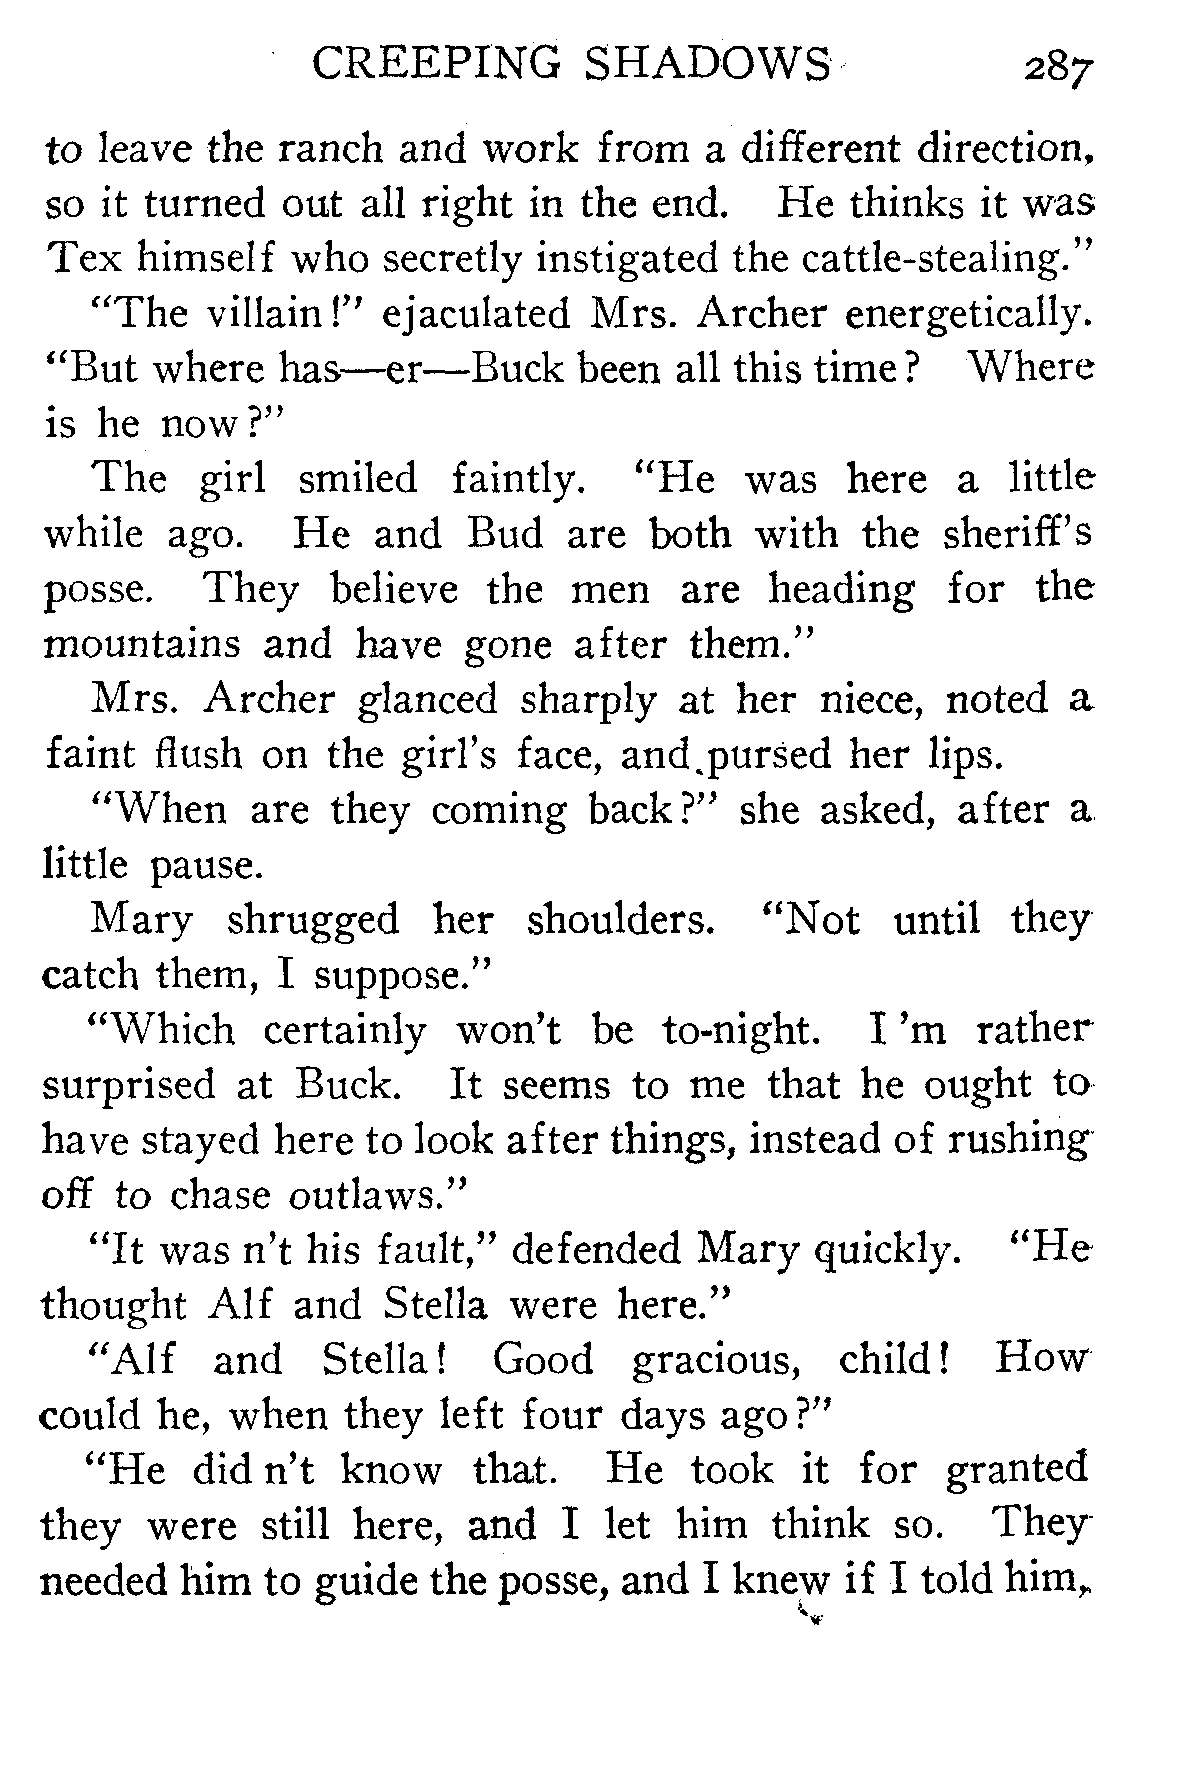 CREEPING SHADOWS 287
to leave the ranch and work from a different direction,
so it turned out all right in the end. He thinks it was
Tex himself who secretly instigated the cattle-stealing."
"The villain!" ejaculated Mrs. Archer energetically.
"But where has—er—Buck been all this time? Where
is he now?"
The girl smiled faintly. "He was here a little
while ago. He and Bud are both with the sheriff's
posse. They believe the men are heading for the
mountains and have gone after them."
Mrs. Archer glanced sharply at her niece, noted a
faint flush on the girl's face, and pursed her lips.
"When are they coming back?" she asked, after a
little pause.
Mary shrugged her shoulders. "Not until they
catch them, I suppose."
"Which certainly won't be to-night. I 'm rather
surprised at Buck. It seems to me that he ought to
have stayed here to look after things, instead of rushing
off to chase outlaws."
"It was n't his fault," defended Mary quickly. "He
thought Alf and Stella were here."
"Alf and Stella! Good gracious, child! How
could he, when they left four days ago?"
"He did n't know that. He took it for granted
they were still here, and I let him think so. They
needed him to guide the posse, and I knew if I told him,